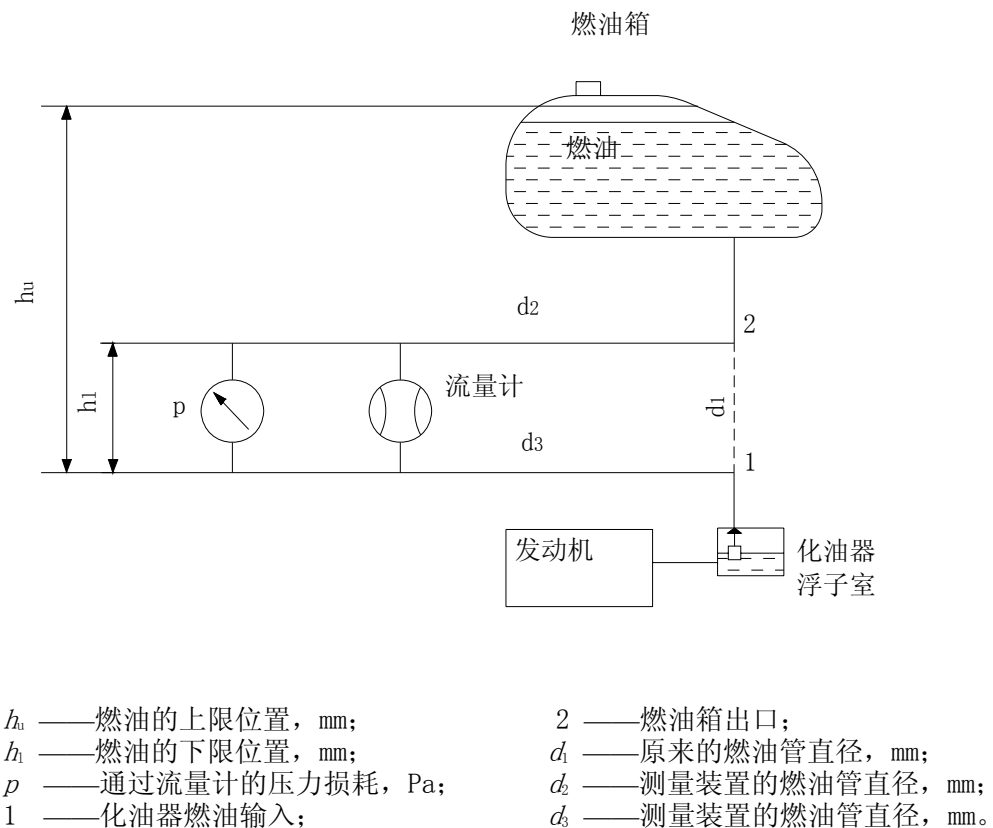 燃油箱
燃油
hu
d2
2
h1
p
流量计
d1
d3
1
发动机
化油器
浮子室
hu ——燃油的上限位置，mm；
h1 ——燃油的下限位置，mm；
p ——通过流量计的压力损耗，Pa；
1 ——化油器燃油输入；
2 ——燃油箱出口；
d1 ——原来的燃油管直径，mm；
d2 ——测量装置的燃油管直径，mm；
d3 ——测量装置的燃油管直径，mm。